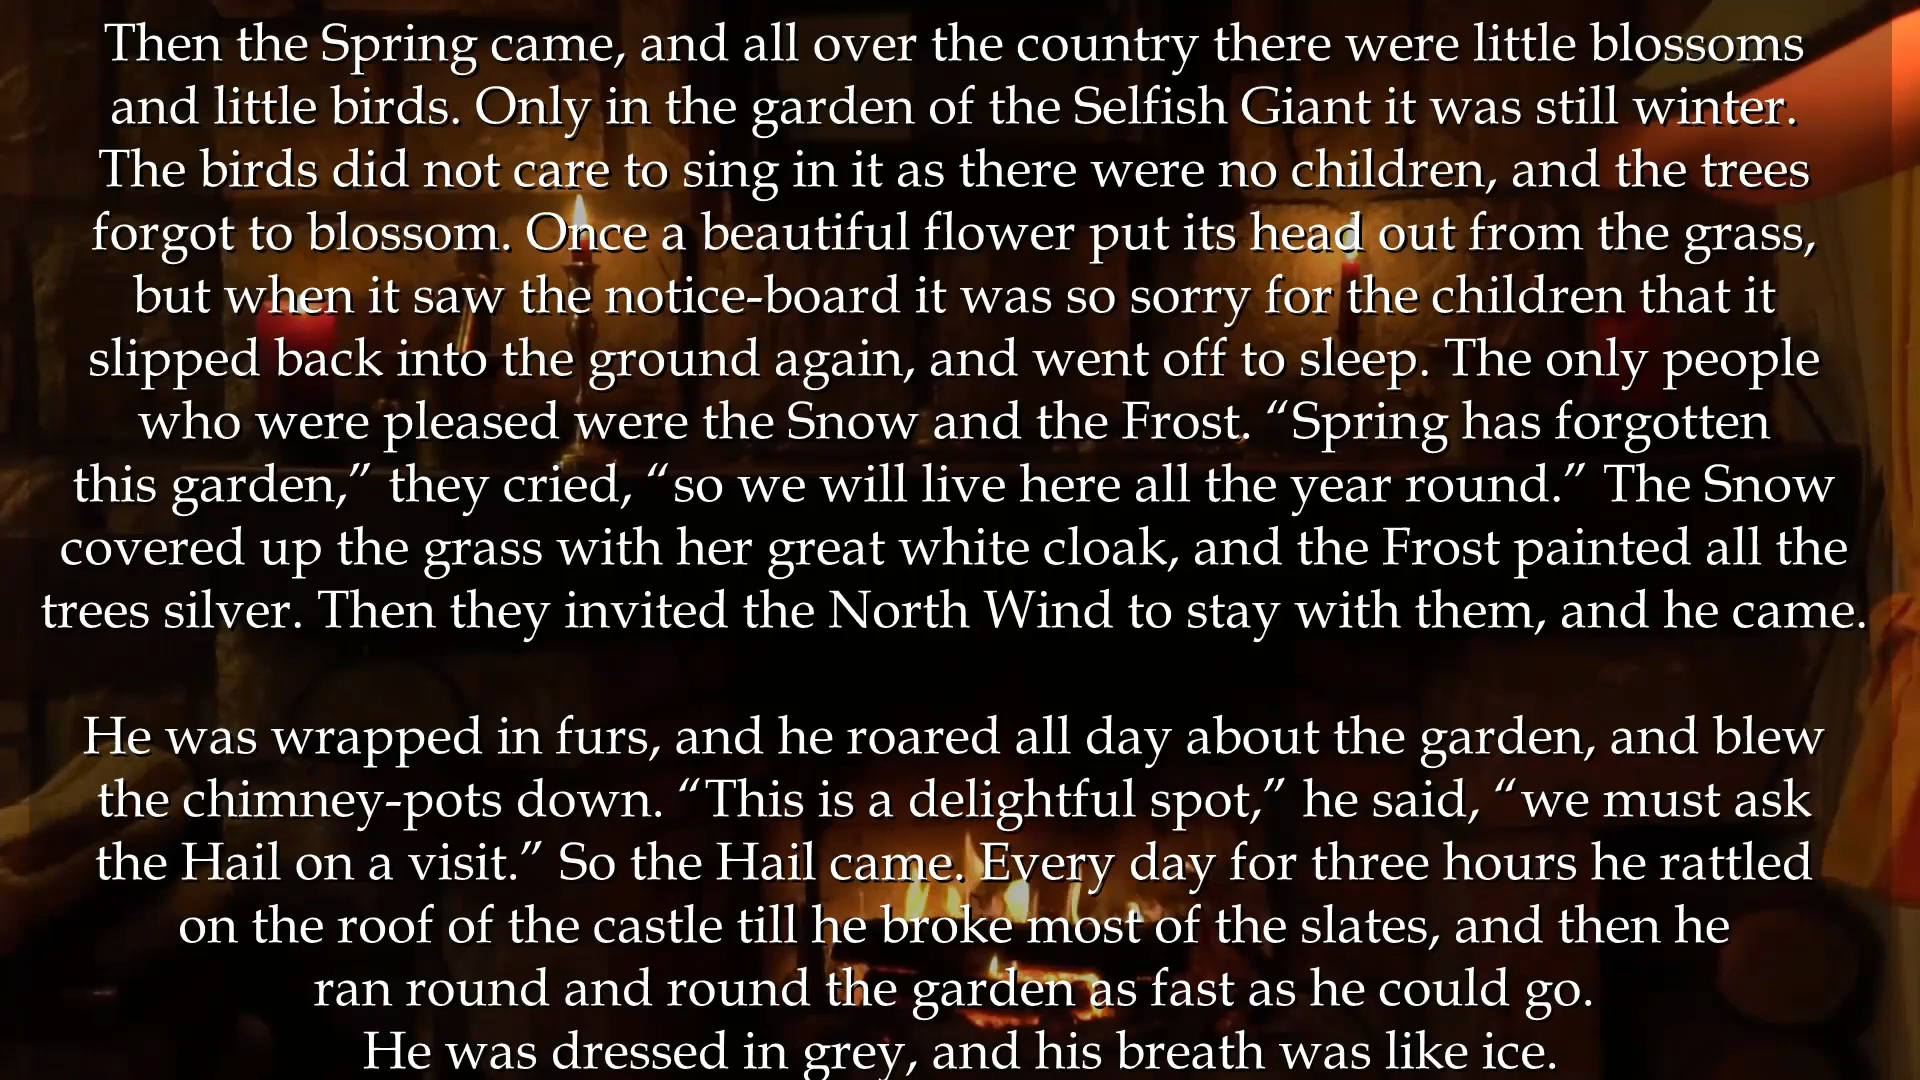 Then the Spring came, and all over the country there were little blossoms
and little birds. Only in the garden of the Selfish Giant it was still winter.
The birds did not care to sing in it as there were no children, and the trees
forgot to blossom. Once a beautiful flower put its head out from the grass,
but when it saw the notice-board it was so sorry for the children that it
slipped back into the ground again, and went off to sleep. The only people
who were pleased were the Snow and the Frost. “Spring has forgotten
this garden,” they cried, “so we will live here all the year round.” The Snow
covered up the grass with her great white cloak, and the Frost painted all the
trees silver. Then they invited the North Wind to stay with them, and he came.
He was wrapped in furs, and he roared all day about the garden, and blew
the chimney-pots down. “This is a delightful spot,” he said, “we must ask
the Hail on a visit.” So the Hail came. Every day for three hours he rattled
on the roof of the castle till he broke most of the slates, and then he
ran round and round the garden as fast as he could go.
He was dressed in grey, and his breath was like ice.